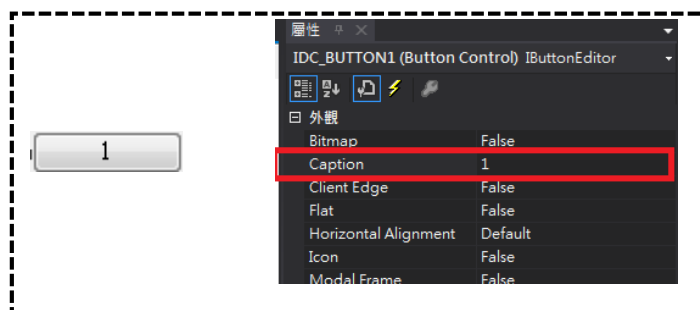 1
屬性
IDC_BUTTON1 (Button Control) IButtonEditor
外觀
Bitmap False
Caption 1
Client Edge False
Flat False
Horizontal Alignment Default
Icon False
Modal Frame False